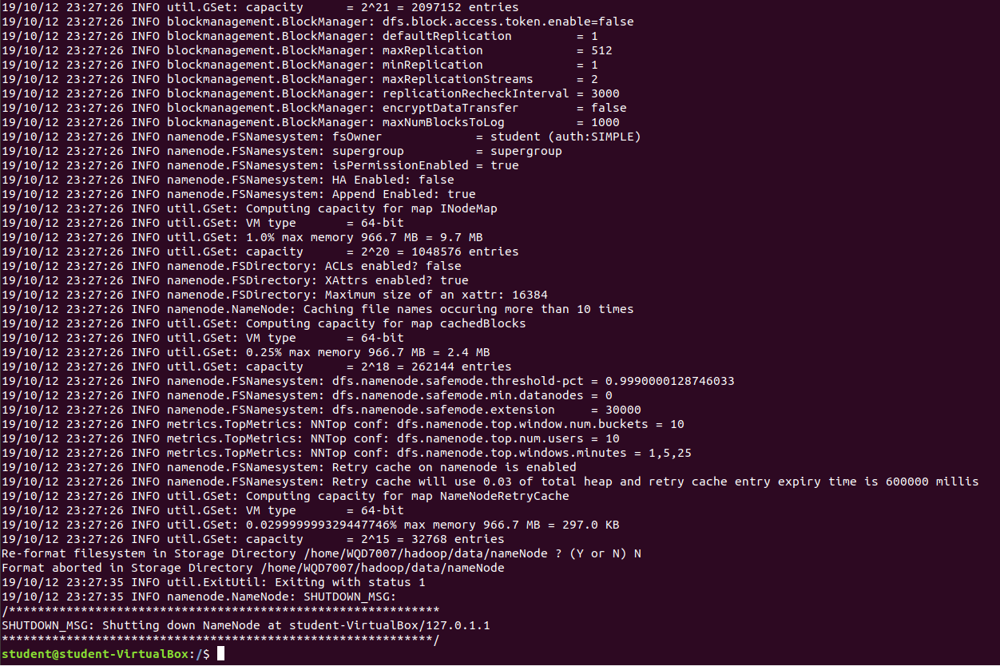 19/10/12 23:27:26 INFO util.GSet: capacity      = 2^21 = 2097152 entries
19/10/12 23:27:26 INFO blockmanagement.BlockManager: dfs.block.access.token.enable=false
19/10/12 23:27:26 INFO blockmanagement.BlockManager: defaultReplication         = 1
19/10/12 23:27:26 INFO blockmanagement.BlockManager: maxReplication             = 512
19/10/12 23:27:26 INFO blockmanagement.BlockManager: minReplication             = 1
19/10/12 23:27:26 INFO blockmanagement.BlockManager: maxReplicationStreams      = 2
19/10/12 23:27:26 INFO blockmanagement.BlockManager: replicationRecheckInterval = 3000
19/10/12 23:27:26 INFO blockmanagement.BlockManager: encryptDataTransfer        = false
19/10/12 23:27:26 INFO blockmanagement.BlockManager: maxNumBlocksToLog          = 1000
19/10/12 23:27:26 INFO namenode.FSNamesystem: fsOwner             = student (auth:SIMPLE)
19/10/12 23:27:26 INFO namenode.FSNamesystem: supergroup          = supergroup
19/10/12 23:27:26 INFO namenode.FSNamesystem: isPermissionEnabled = true
19/10/12 23:27:26 INFO namenode.FSNamesystem: HA Enabled: false
19/10/12 23:27:26 INFO namenode.FSNamesystem: Append Enabled: true
19/10/12 23:27:26 INFO util.GSet: Computing capacity for map INodeMap
19/10/12 23:27:26 INFO util.GSet: VM type       = 64-bit
19/10/12 23:27:26 INFO util.GSet: 1.0% max memory 966.7 MB = 9.7 MB
19/10/12 23:27:26 INFO util.GSet: capacity      = 2^20 = 1048576 entries
19/10/12 23:27:26 INFO namenode.FSDirectory: ACLs enabled? false
19/10/12 23:27:26 INFO namenode.FSDirectory: XAttrs enabled? true
19/10/12 23:27:26 INFO namenode.FSDirectory: Maximum size of an xattr: 16384
19/10/12 23:27:26 INFO namenode.NameNode: Caching file names occuring more than 10 times
19/10/12 23:27:26 INFO util.GSet: Computing capacity for map cachedBlocks
19/10/12 23:27:26 INFO util.GSet: VM type       = 64-bit
19/10/12 23:27:26 INFO util.GSet: 0.25% max memory 966.7 MB = 2.4 MB
19/10/12 23:27:26 INFO util.GSet: capacity      = 2^18 = 262144 entries
19/10/12 23:27:26 INFO namenode.FSNamesystem: dfs.namenode.safemode.threshold-pct = 0.9990000128746033
19/10/12 23:27:26 INFO namenode.FSNamesystem: dfs.namenode.safemode.min.datanodes = 0
19/10/12 23:27:26 INFO namenode.FSNamesystem: dfs.namenode.safemode.extension     = 30000
19/10/12 23:27:26 INFO metrics.TopMetrics: NNTop conf: dfs.namenode.top.window.num.buckets = 10
19/10/12 23:27:26 INFO metrics.TopMetrics: NNTop conf: dfs.namenode.top.num.users = 10
19/10/12 23:27:26 INFO metrics.TopMetrics: NNTop conf: dfs.namenode.top.windows.minutes = 1,5,25
19/10/12 23:27:26 INFO namenode.FSNamesystem: Retry cache on namenode is enabled
19/10/12 23:27:26 INFO namenode.FSNamesystem: Retry cache will use 0.03 of total heap and retry cache entry expiry time is 600000 millis
19/10/12 23:27:26 INFO util.GSet: Computing capacity for map NameNodeRetryCache
19/10/12 23:27:26 INFO util.GSet: VM type       = 64-bit
19/10/12 23:27:26 INFO util.GSet: 0.029999999329447746% max memory 966.7 MB = 297.0 KB
19/10/12 23:27:26 INFO util.GSet: capacity      = 2^15 = 32768 entries
Re-format filesystem in Storage Directory /home/WQD7007/hadoop/data/nameNode ? (Y or N) N
Format aborted in Storage Directory /home/WQD7007/hadoop/data/nameNode
19/10/12 23:27:35 INFO util.ExitUtil: Exiting with status 1
19/10/12 23:27:35 INFO namenode.NameNode: SHUTDOWN_MSG:
/************************************************************
SHUTDOWN_MSG: Shutting down NameNode at student-VirtualBox/127.0.1.1
************************************************************/
student@student-VirtualBox:/$